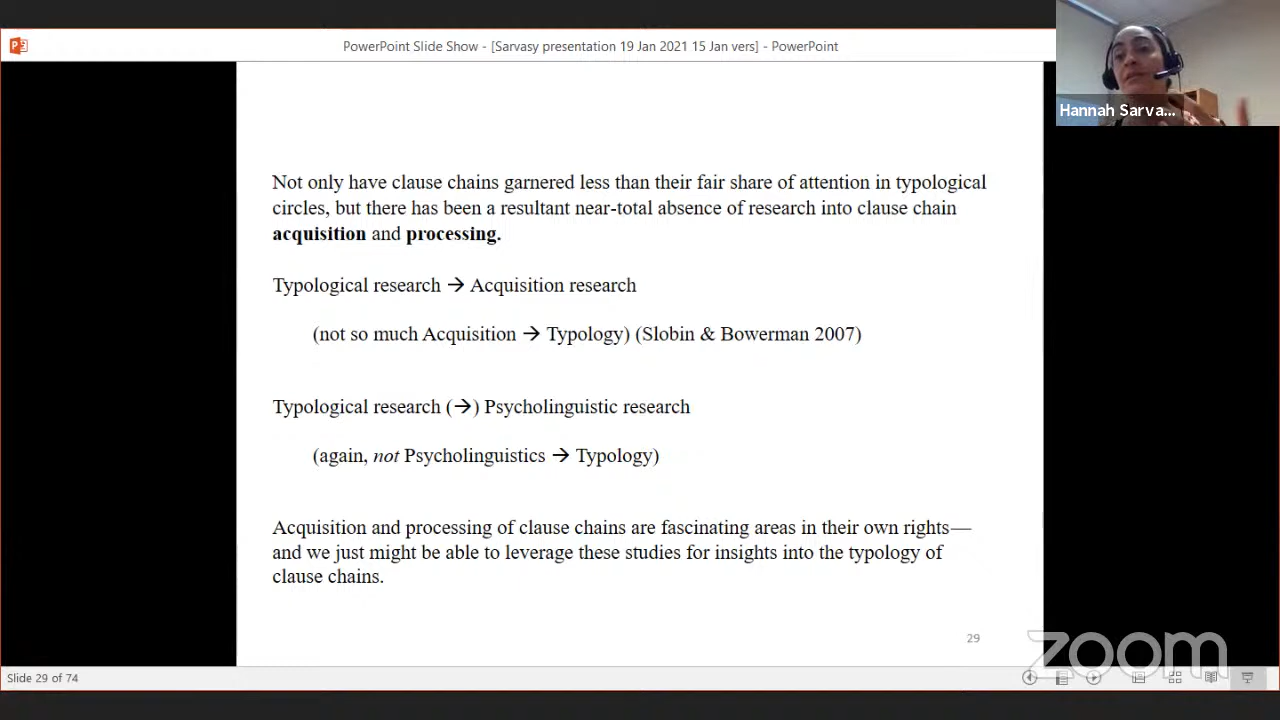 PowerPoint Slide Show - [Sarvasy presentation 19 Jan 2021 15 Jan vers] - PowerPoint
Hannah Sarva...
Not only have clause chains garnered less than their fair share of attention in typological
circles, but there has been a resultant near-total absence of research into clause chain
acquisition and processing.
Typological research → Acquisition research
(not so much Acquisition → Typology) (Slobin & Bowerman 2007)
Typological research (→) Psycholinguistic research
(again, not Psycholinguistics → Typology)
Acquisition and processing of clause chains are fascinating areas in their own rights—
and we just might be able to leverage these studies for insights into the typology of
clause chains.
29
zoom
Slide 29 of 74